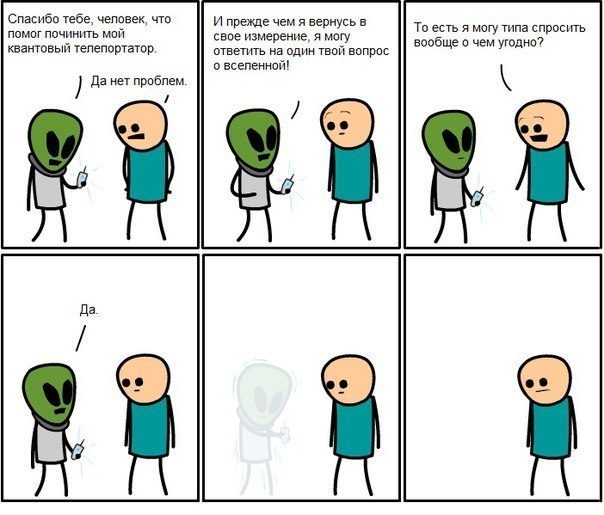 Спасибо тебе, человек, что
помог починить мой
квантовый телепортатор.
Да нет проблем.
И прежде чем я вернусь в
свое измерение, я могу
ответить на один твой вопрос
о вселенной!
То есть я могу типа спросить
вообще о чем угодно?
Да.